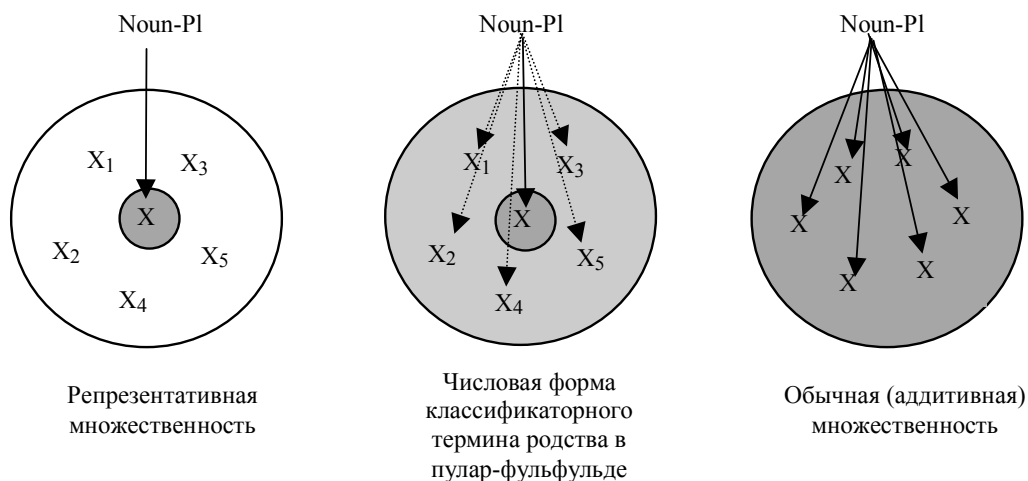 Noun-Pl
X₁
X₃
X
X₂
X₅
X₄
Репрезентативная
множественность
Noun-Pl
X₁
X₃
X
X₂
X₅
X₄
Числовая форма
классификаторного
термина родства в
пулар-фульфульде
Noun-Pl
X
X
X
X
X
X
Обычная (аддитивная)
множественность